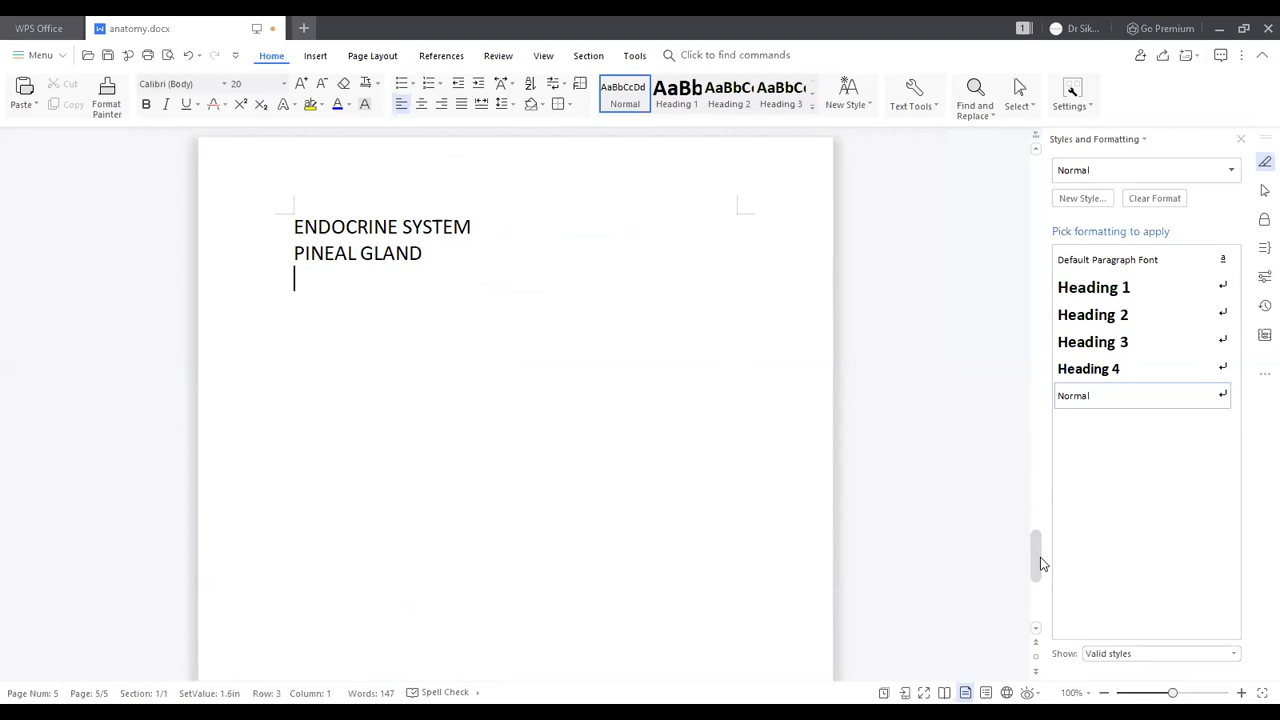 WPS Office
anatomy.docx
1
Dr Sik...
Go Premium
Menu
Home
Insert
Page Layout
References
Review
View
Section
Tools
Click to find commands
Paste
Cut
Copy
Format
Painter
Calibri (Body)
20
AaBbCcDd
Normal
AaBb
Heading 1
AaBbC
Heading 2
AaBbC
Heading 3
New Style
Text Tools
Find and
Replace
Select
Settings
ENDOCRINE SYSTEM
PINEAL GLAND
Styles and Formatting
Normal
New Style...
Clear Format
Pick formatting to apply
Default Paragraph Font
a
Heading 1
Heading 2
Heading 3
Heading 4
Normal
Show:
Valid styles
Page Num: 5
Page: 5/5
Section: 1/1
SetValue: 1.6in
Row: 3
Column: 1
Words: 147
Spell Check
100%